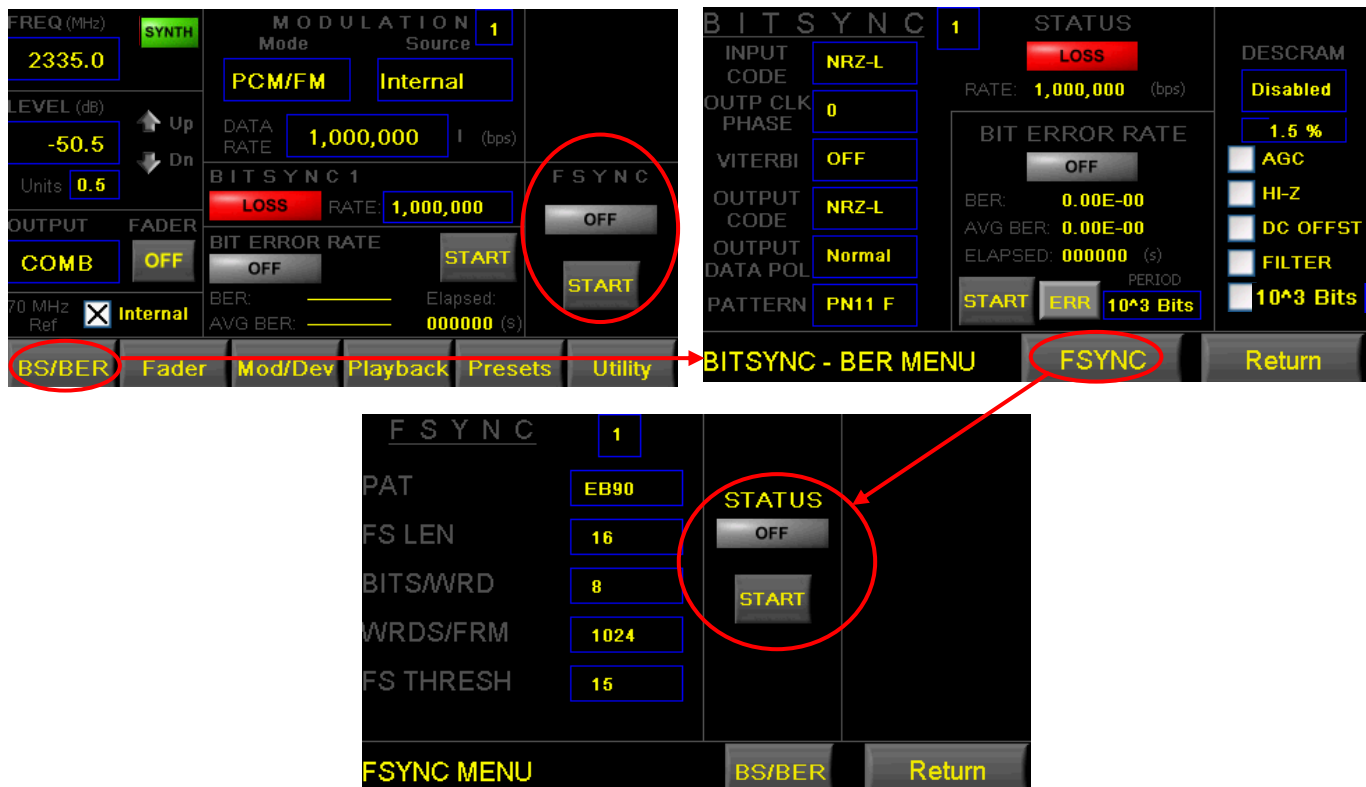 FREQ (MHz)
SYNTH
2335.0
LEVEL (dB)
-50.5
Up
Dn
Units 0.5
OUTPUT
FADER
COMB
OFF
70 MHz
Ref
Internal
MODULATION 1
Mode Source
PCM/FM Internal
DATA
RATE
1,000,000 I (bps)
BITSYNC1
LOSS RATE: 1,000,000
BIT ERROR RATE
OFF
START
BER:
Elapsed:
AVG BER:
000000 (s)
FSYNC
OFF
START
BS/BER Fader Mod/Dev Playback Presets Utility
BITSYNC 1
INPUT
CODE
NRZ-L
OUTP CLK
PHASE
0
VITERBI OFF
OUTPUT
CODE
NRZ-L
OUTPUT
DATA POL
Normal
PATTERN PN11 F
STATUS
LOSS
RATE: 1,000,000 (bps)
BIT ERROR RATE
OFF
BER: 0.00E-00
AVG BER: 0.00E-00
ELAPSED: 000000 (s)
PERIOD
START ERR 10^3 Bits
DESCRAM
Disabled
1.5 %
AGC
HI-Z
DC OFFST
FILTER
10^3 Bits
BITSYNC - BER MENU FSYNC Return
FSYNC 1
PAT EB90
FS LEN 16
BITS/WRD 8
WRDS/FRM 1024
FS THRESH 15
STATUS
OFF
START
FSYNC MENU BS/BER Return